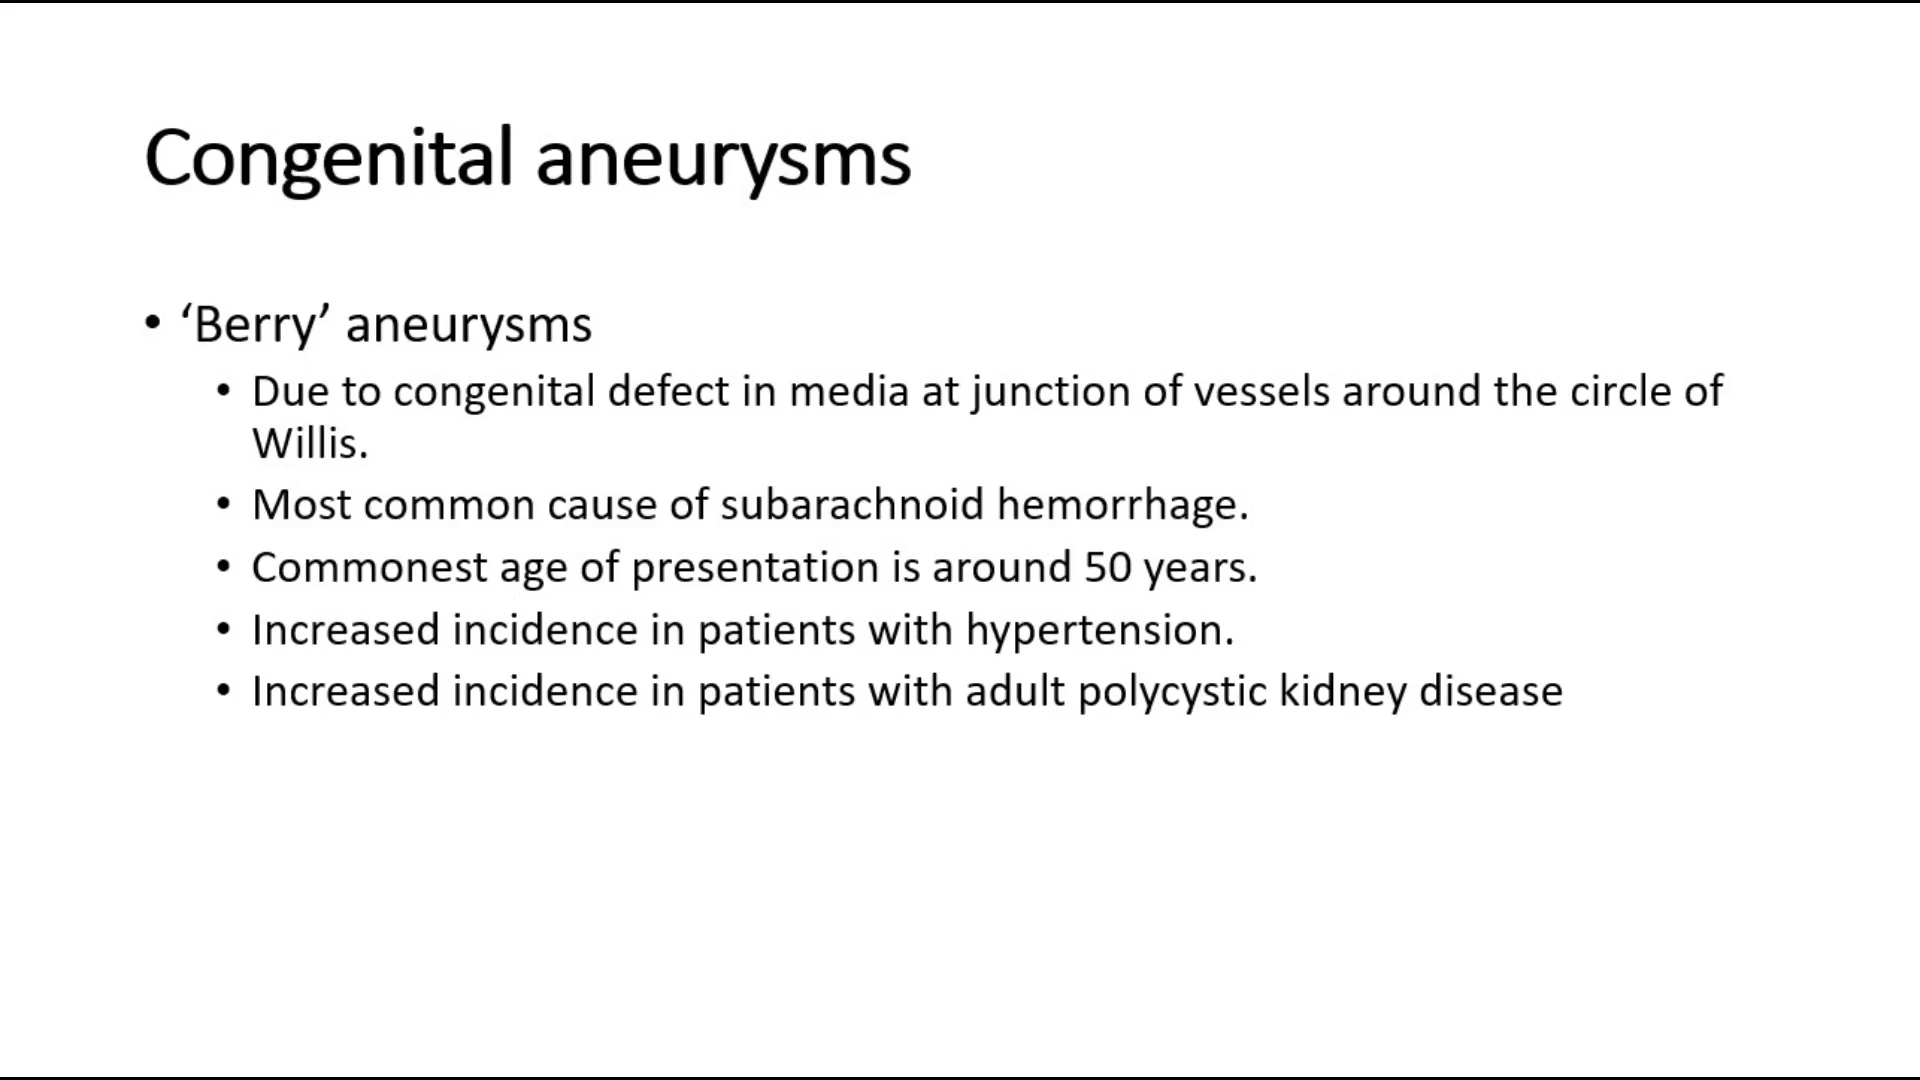 Congenital aneurysms
• ‘Berry’ aneurysms
• Due to congenital defect in media at junction of vessels around the circle of
Willis.
• Most common cause of subarachnoid hemorrhage.
• Commonest age of presentation is around 50 years.
• Increased incidence in patients with hypertension.
• Increased incidence in patients with adult polycystic kidney disease